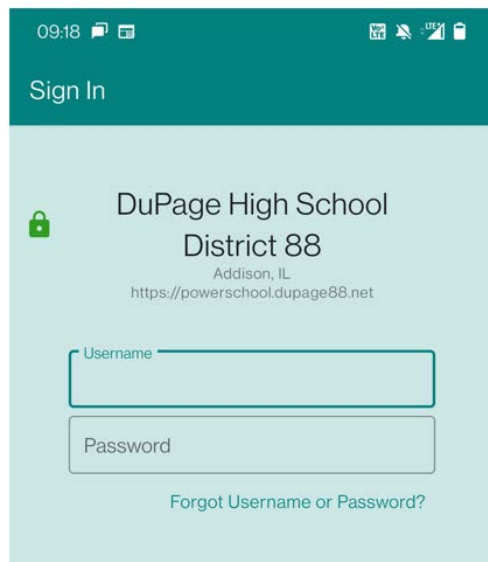 09:18
Sign In
DuPage High School
District 88
Addison, IL
https://powerschool.dupage88.net
Username
Password
Forgot Username or Password?